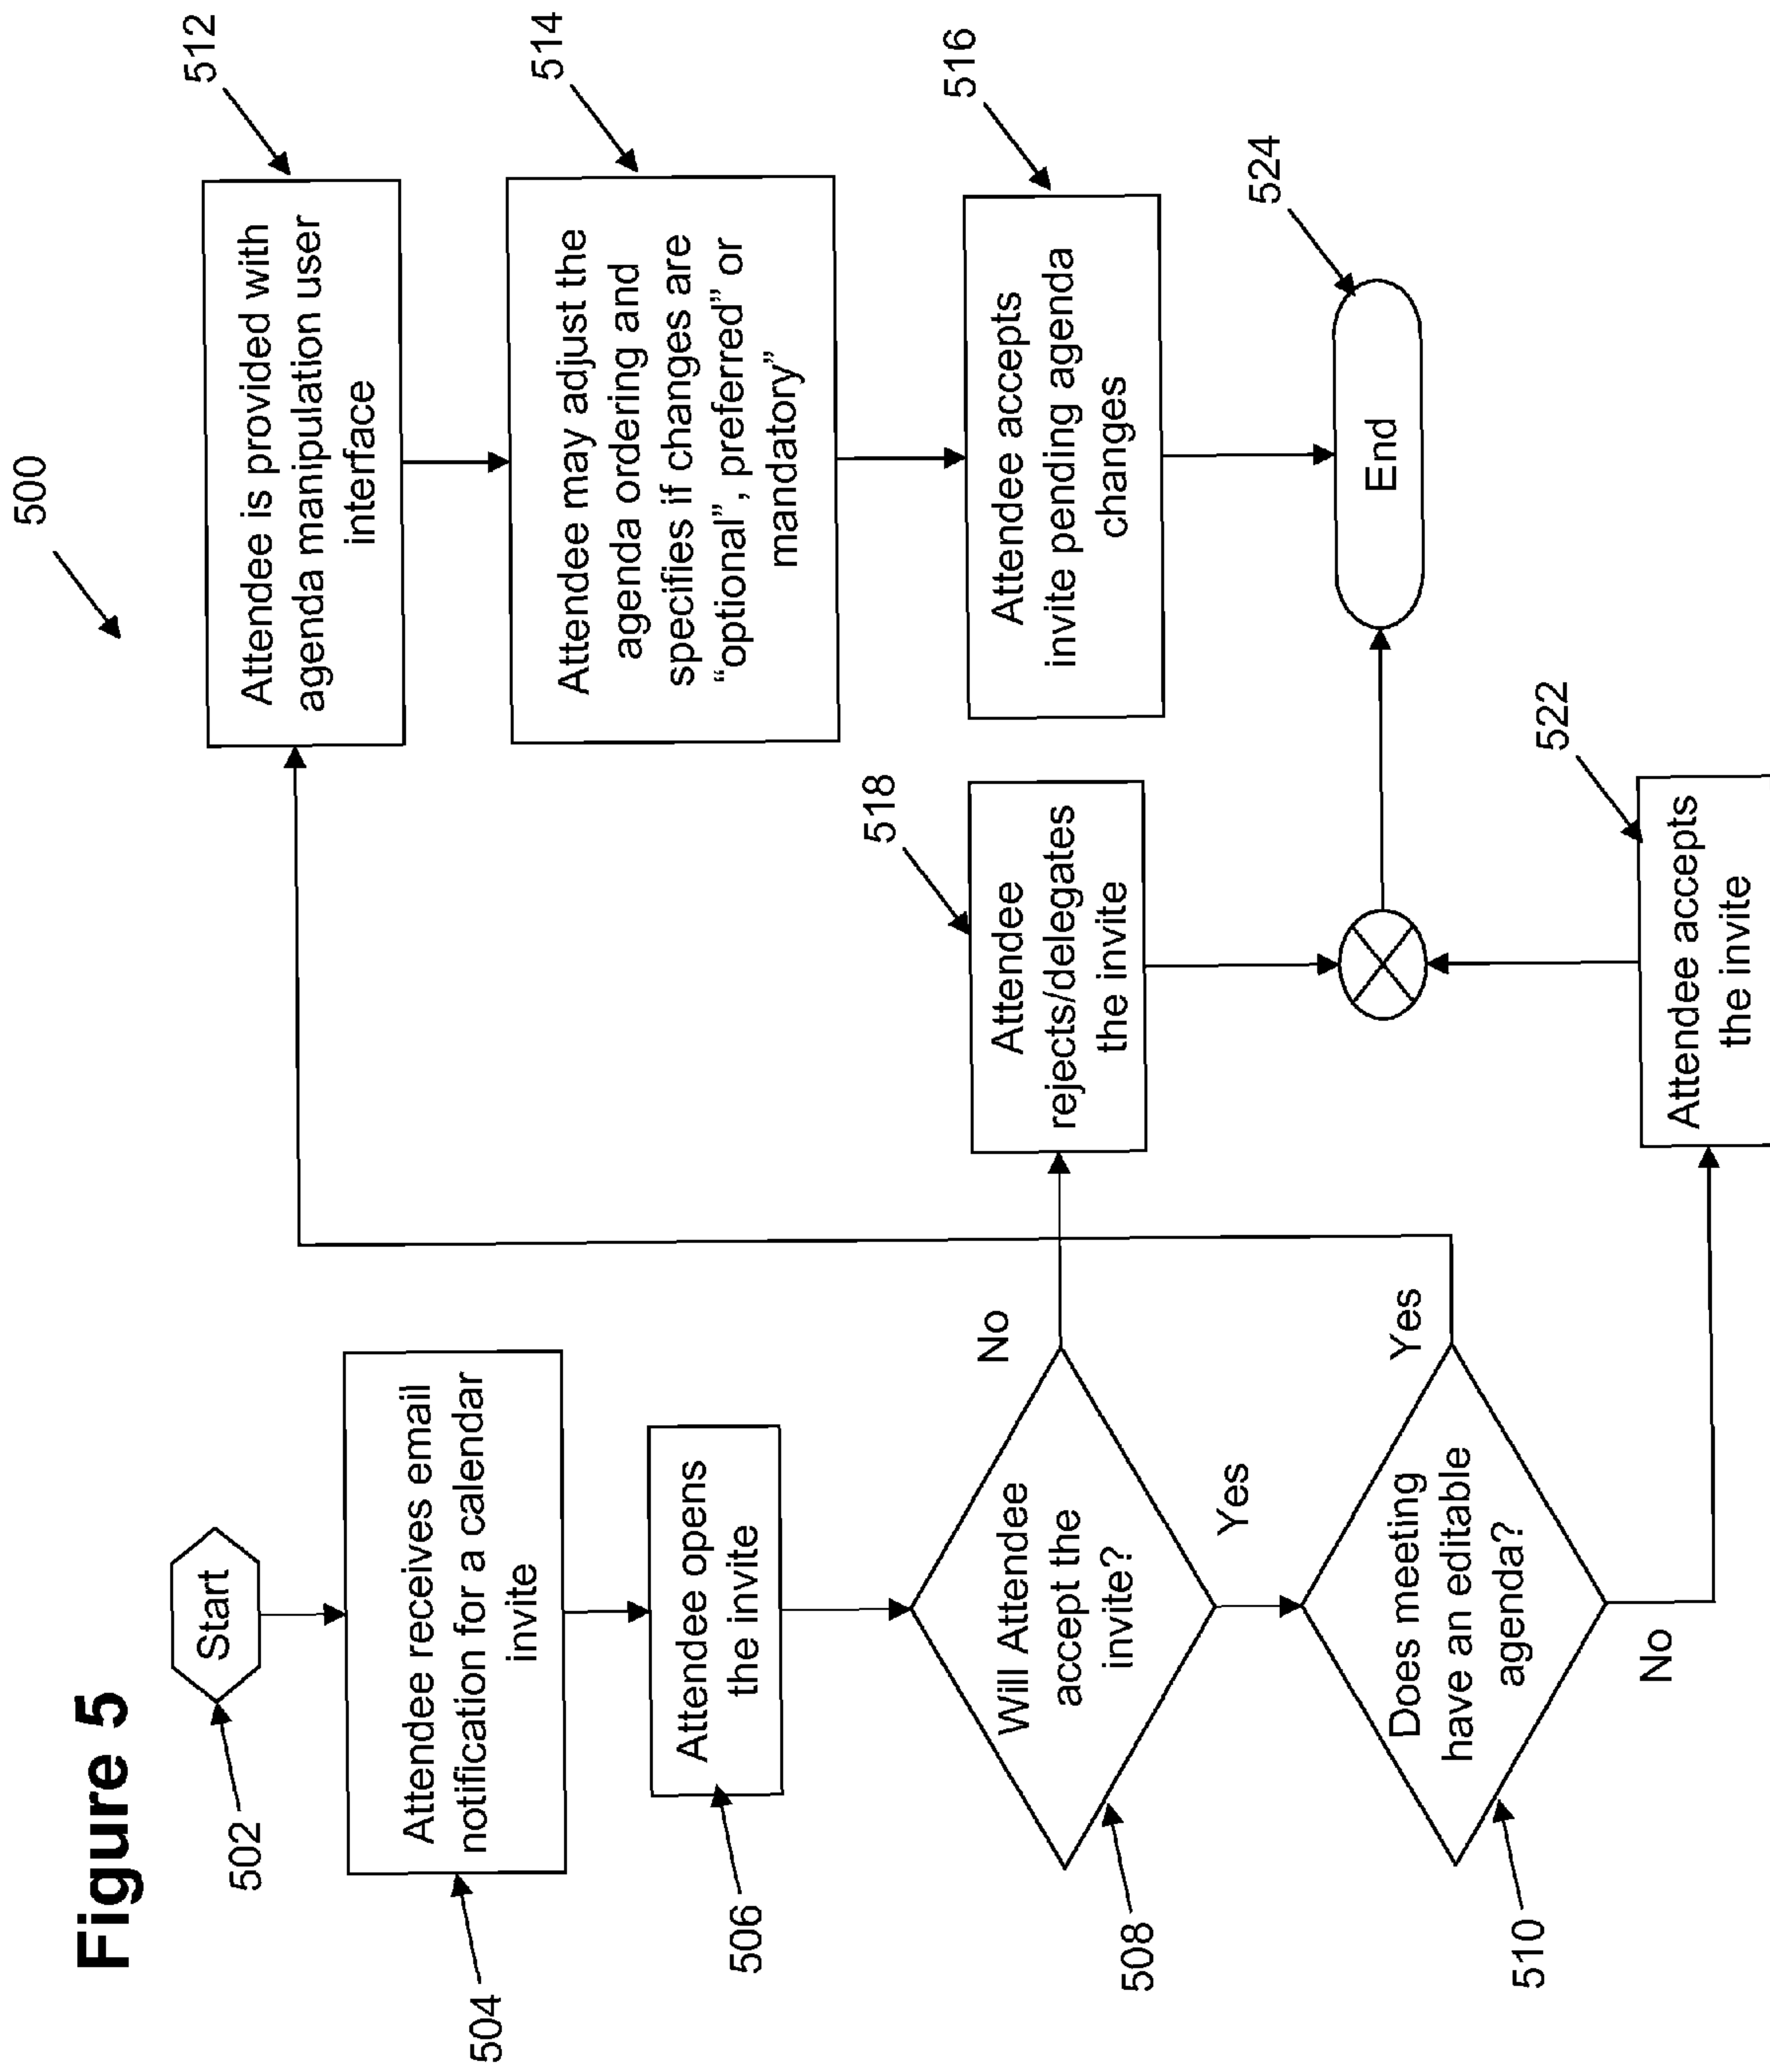 Figure 5
500
502
Start
504
Attendee receives email
notification for a calendar
invite
506
Attendee opens
the invite
508
Will Attendee
accept the
invite?
No
Yes
510
Does meeting
have an editable
agenda?
Yes
No
512
Attendee is provided with
agenda manipulation user
interface
514
Attendee may adjust the
agenda ordering and
specifies if changes are
“optional”, preferred” or
mandatory”
516
Attendee accepts
invite pending agenda
changes
518
Attendee
rejects/delegates
the invite
522
Attendee accepts
the invite
524
End